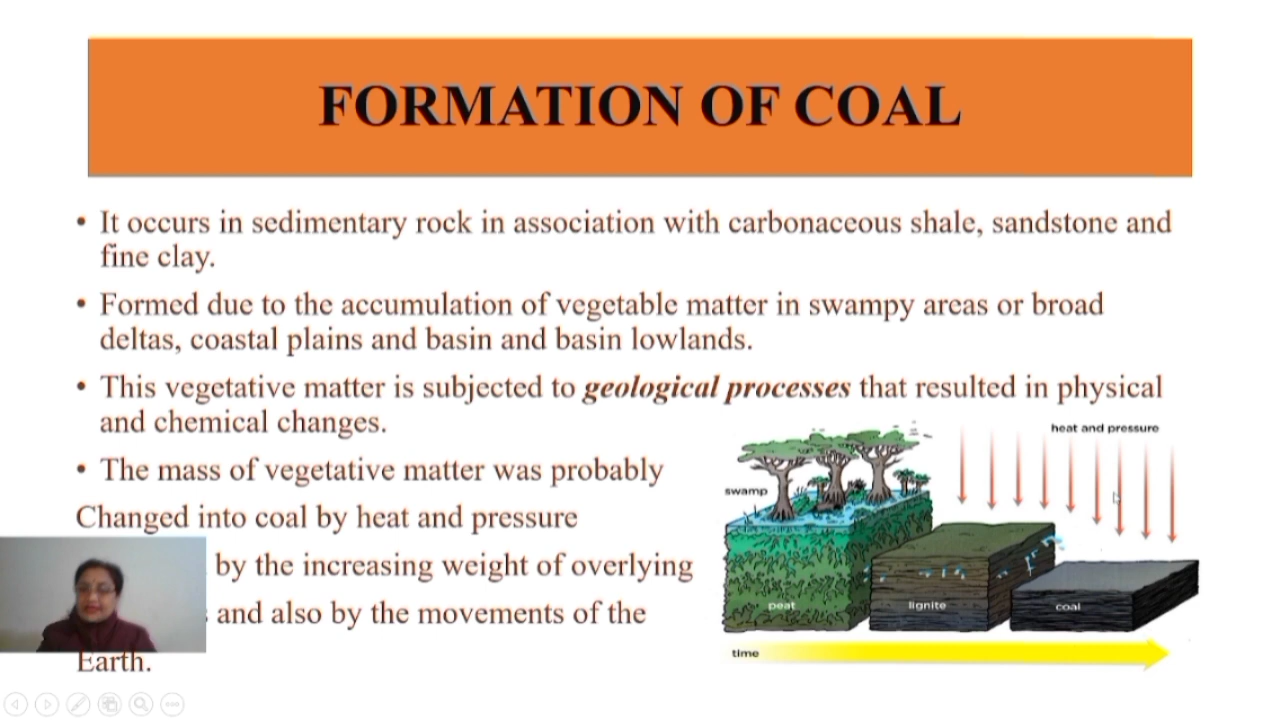 FORMATION OF COAL
• It occurs in sedimentary rock in association with carbonaceous shale, sandstone and
fine clay.
• Formed due to the accumulation of vegetable matter in swampy areas or broad
deltas, coastal plains and basin and basin lowlands.
• This vegetative matter is subjected to geological processes that resulted in physical
and chemical changes.
• The mass of vegetative matter was probably
Changed into coal by heat and pressure
by the increasing weight of overlying
and also by the movements of the
Earth.
heat and pressure
swamp
peat
lignite
coal
time